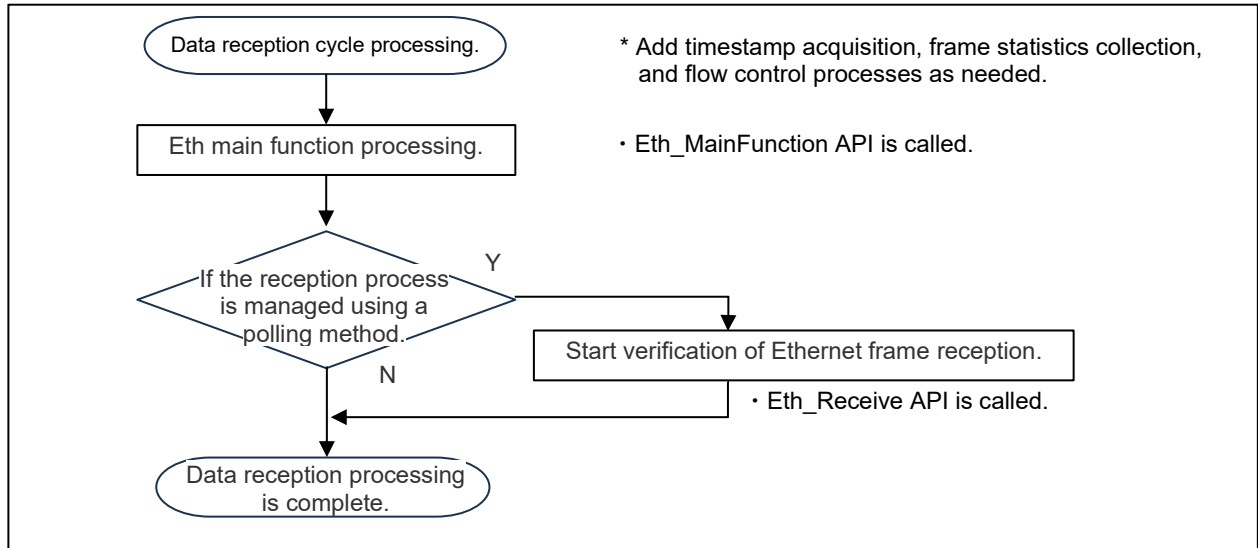 Data reception cycle processing.
* Add timestamp acquisition, frame statistics collection,
and flow control processes as needed.
Eth main function processing.
・Eth_MainFunction API is called.
If the reception process
is managed using a
polling method.
Y
Start verification of Ethernet frame reception.
N
・Eth_Receive API is called.
Data reception processing
is complete.